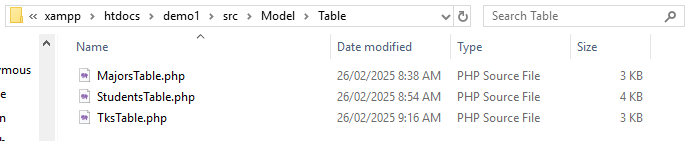 « xampp > htdocs > demo1 > src > Model > Table
Search Table
Name Date modified Type Size
ymous
MajorsTable.php 26/02/2025 8:38 AM PHP Source File 3 KB
e StudentsTable.php 26/02/2025 8:54 AM PHP Source File 4 KB
n TksTable.php 26/02/2025 9:16 AM PHP Source File 3 KB